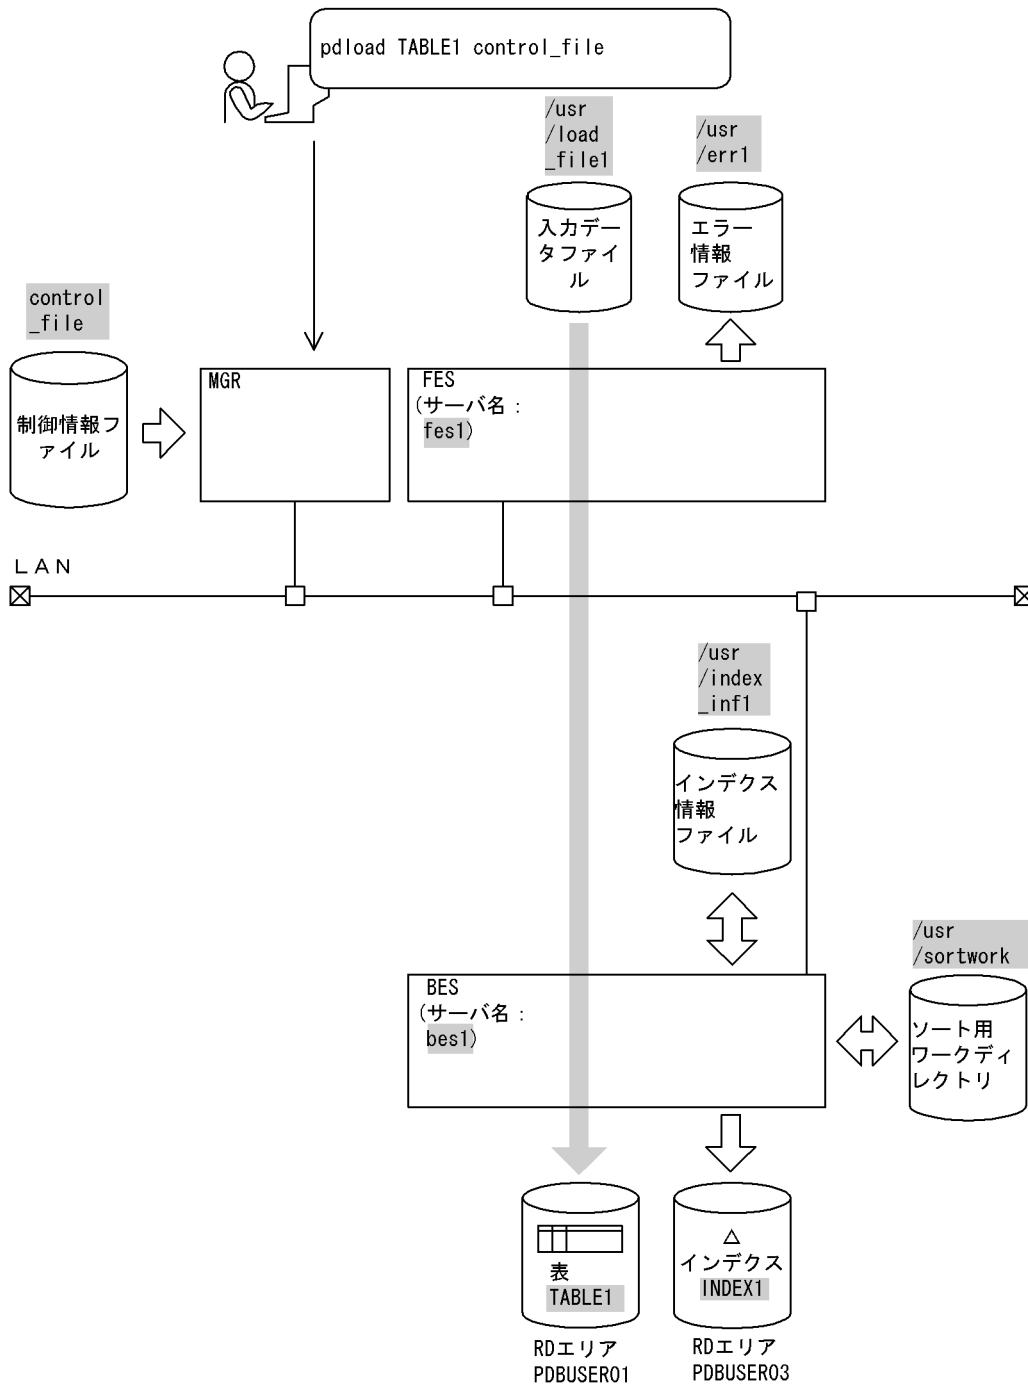 pdload TABLE1 control_file
/usr
/load
_file1
/usr
/err1
入力デー
タファイ
ル
エラー
情報
ファイル
control
_file
制御情報フ
ァイル
MGR
FES
(サーバ名:
fes1)
LAN
/usr
/index
_inf1
インデクス
情報
ファイル
/usr
/sortwork
BES
(サーバ名:
bes1)
ソート用
ワークディ
レクトリ
表
TABLE1
△
インデクス
INDEX1
RDエリア
PDBUSER01
RDエリア
PDBUSER03